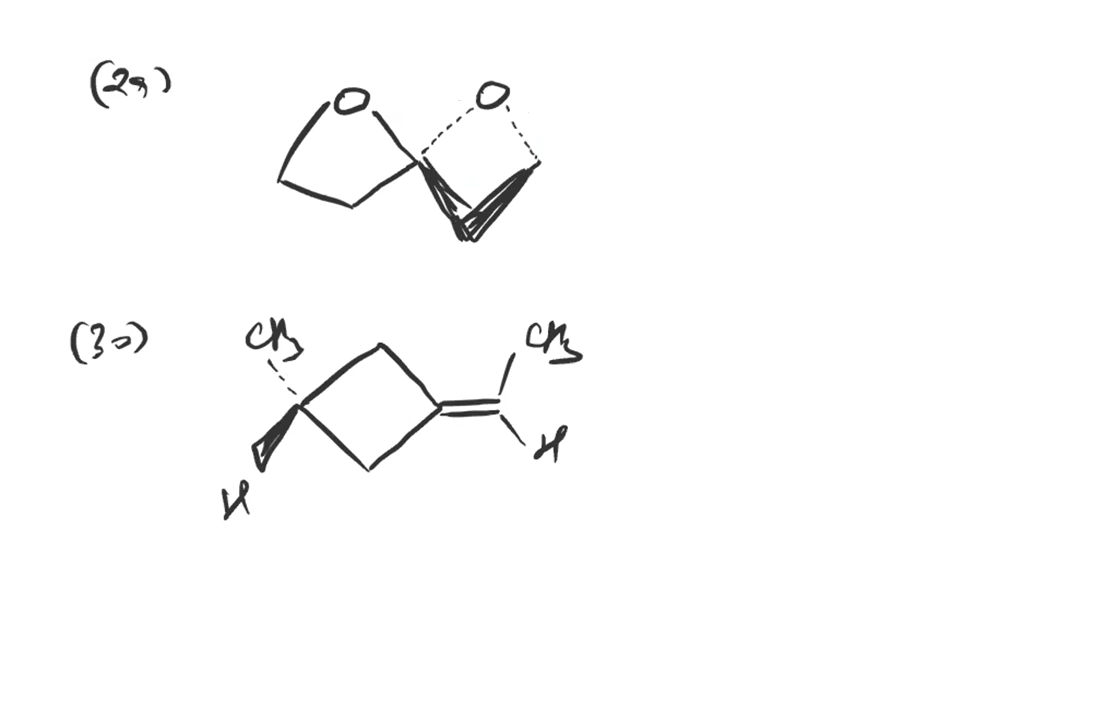 (29)
O O
(30)
CH3 CH3
H
H